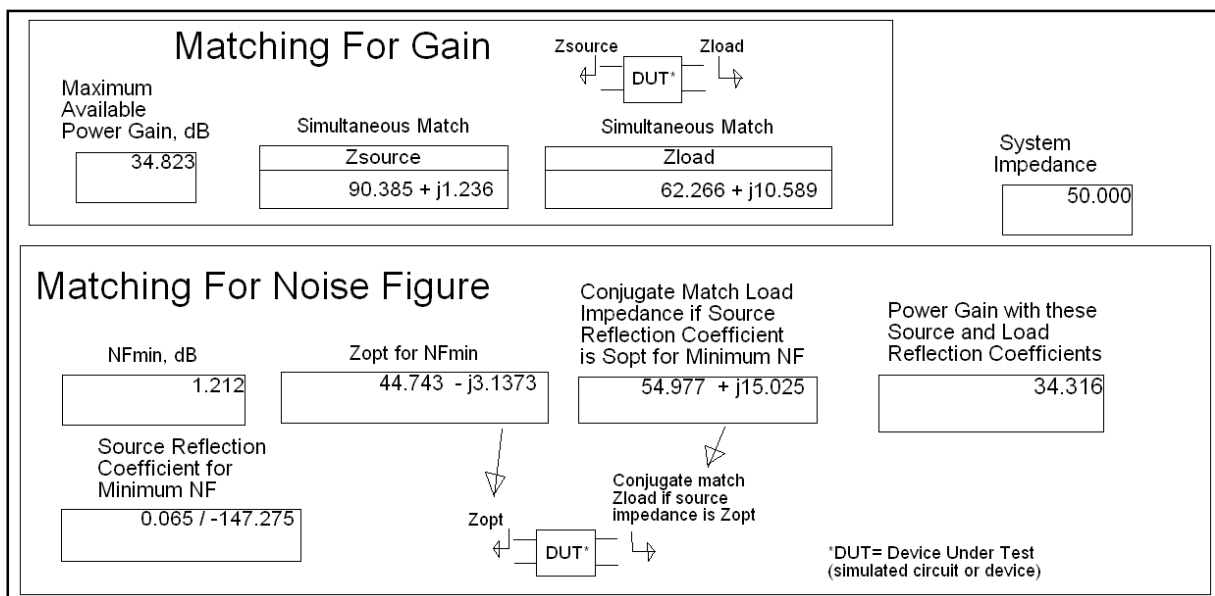 Matching For Gain
Zsource
Zload
DUT*
Maximum
Available
Power Gain, dB
34.823
Simultaneous Match
Zsource
90.385 + j1.236
Simultaneous Match
Zload
62.266 + j10.589
System
Impedance
50.000
Matching For Noise Figure
NFmin, dB
1.212
Zopt for NFmin
44.743 - j3.1373
Conjugate Match Load
Impedance if Source
Reflection Coefficient
is Sopt for Minimum NF
54.977 + j15.025
Power Gain with these
Source and Load
Reflection Coefficients
34.316
Source Reflection
Coefficient for
Minimum NF
0.065 / -147.275
Zopt
DUT*
Conjugate match
Zload if source
impedance is Zopt
*DUT= Device Under Test
(simulated circuit or device)